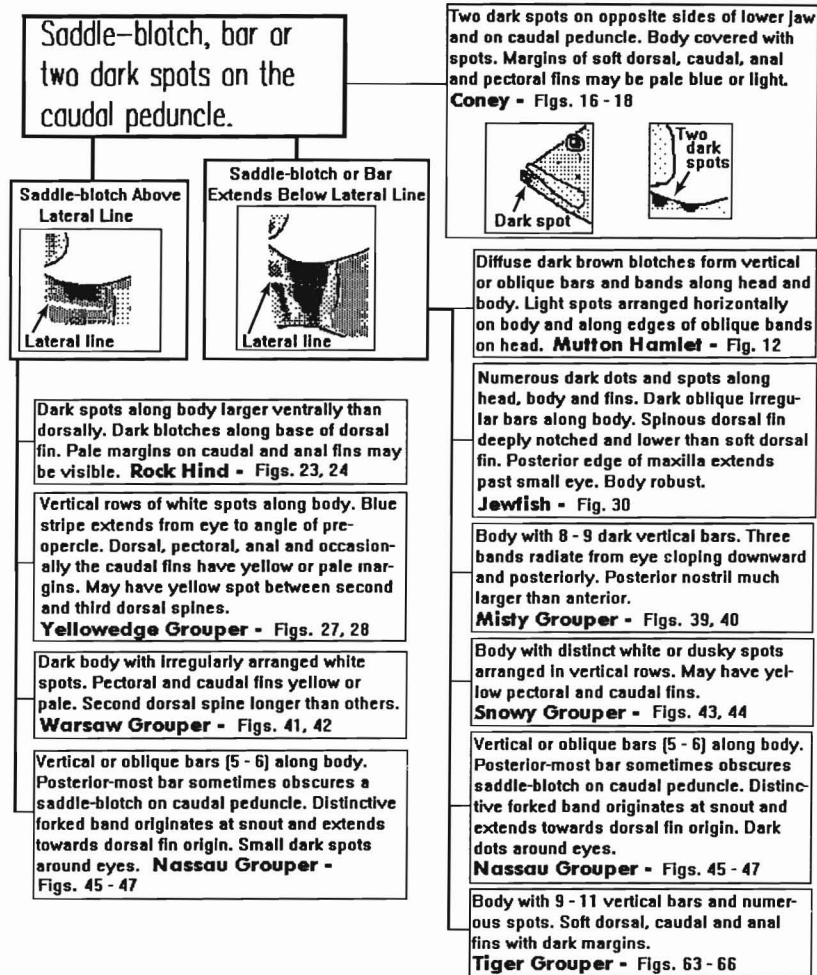 Saddle-blotch, bar or
two dark spots on the
caudal peduncle.
Two dark spots on opposite sides of lower jaw
and on caudal peduncle. Body covered with
spots. Margins of soft dorsal, caudal, anal
and pectoral fins may be pale blue or light.
Coney - Figs. 16 - 18
Dark spot
Two
dark
spots
Saddle-blotch Above
Lateral Line
Lateral line
Saddle-blotch or Bar
Extends Below Lateral Line
Lateral line
Dark spots along body larger ventrally than
dorsally. Dark blotches along base of dorsal
fin. Pale margins on caudal and anal fins may
be visible. Rock Hind - Figs. 23, 24
Vertical rows of white spots along body. Blue
stripe extends from eye to angle of pre-
opercle. Dorsal, pectoral, anal and occasion-
ally the caudal fins have yellow or pale mar-
gins. May have yellow spot between second
and third dorsal spines.
Yellowedge Grouper - Figs. 27, 28
Dark body with irregularly arranged white
spots. Pectoral and caudal fins yellow or
pale. Second dorsal spine longer than others.
Warsaw Grouper - Figs. 41, 42
Vertical or oblique bars (5 - 6) along body.
Posterior-most bar sometimes obscures a
saddle-blotch on caudal peduncle. Distinctive
forked band originates at snout and extends
towards dorsal fin origin. Small dark spots
around eyes. Nassau Grouper -
Figs. 45 - 47
Diffuse dark brown blotches form vertical
or oblique bars and bands along head and
body. Light spots arranged horizontally
on body and along edges of oblique bands
on head. Mutton Hamlet - Fig. 12
Numerous dark dots and spots along
head, body and fins. Dark oblique irregu-
lar bars along body. Spinous dorsal fin
deeply notched and lower than soft dorsal
fin. Posterior edge of maxilla extends
past small eye. Body robust.
Jewfish - Fig. 30
Body with 8 - 9 dark vertical bars. Three
bands radiate from eye cloping downward
and posteriorly. Posterior nostril much
larger than anterior.
Misty Grouper - Figs. 39, 40
Body with distinct white or dusky spots
arranged in vertical rows. May have yel-
low pectoral and caudal fins.
Snowy Grouper - Figs. 43, 44
Vertical or oblique bars (5 - 6) along body.
Posterior-most bar sometimes obscures
saddle-blotch on caudal peduncle. Distinc-
tive forked band originates at snout and
extends towards dorsal fin origin. Dark
dots around eyes.
Nassau Grouper - Figs. 45 - 47
Body with 9 - 11 vertical bars and numer-
ous spots. Soft dorsal, caudal and anal
fins with dark margins.
Tiger Grouper - Figs. 63 - 66